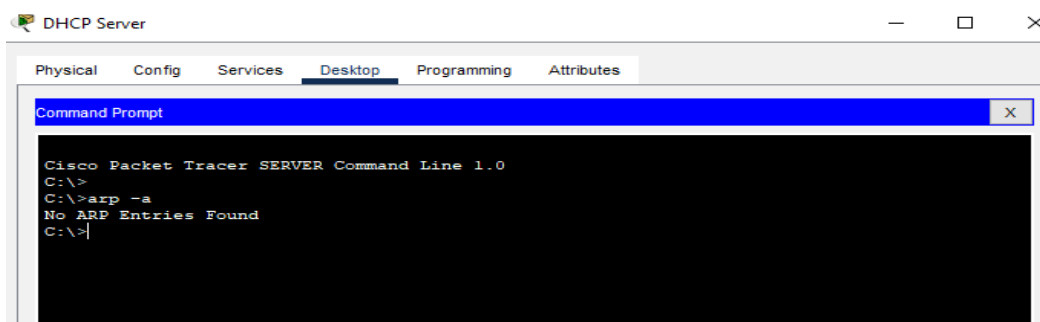 DHCP Server
Physical Config Services Desktop Programming Attributes
Command Prompt X
Cisco Packet Tracer SERVER Command Line 1.0
C:\>
C:\>arp -a
No ARP Entries Found
C:\>